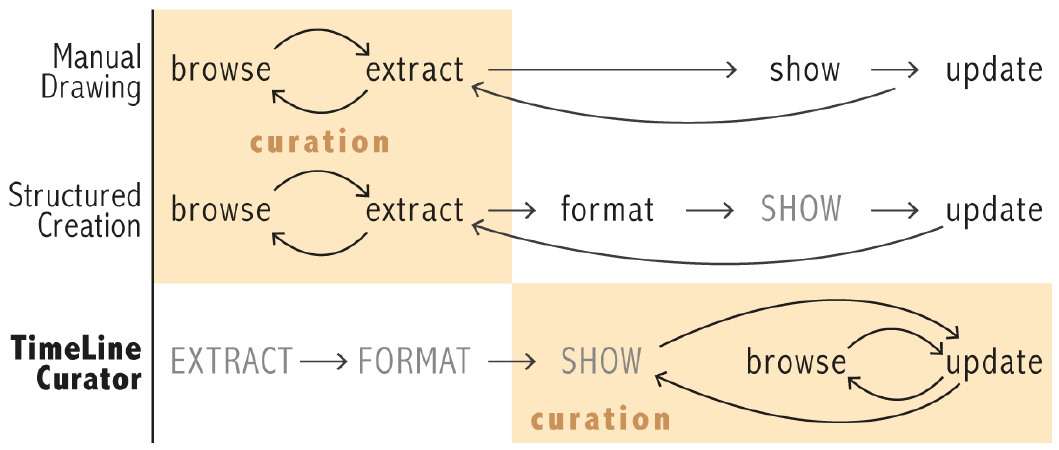 Manual
Drawing
browse extract show update
curation
Structured
Creation
browse extract format SHOW update
TimeLine
Curator
EXTRACT FORMAT SHOW browse update
curation